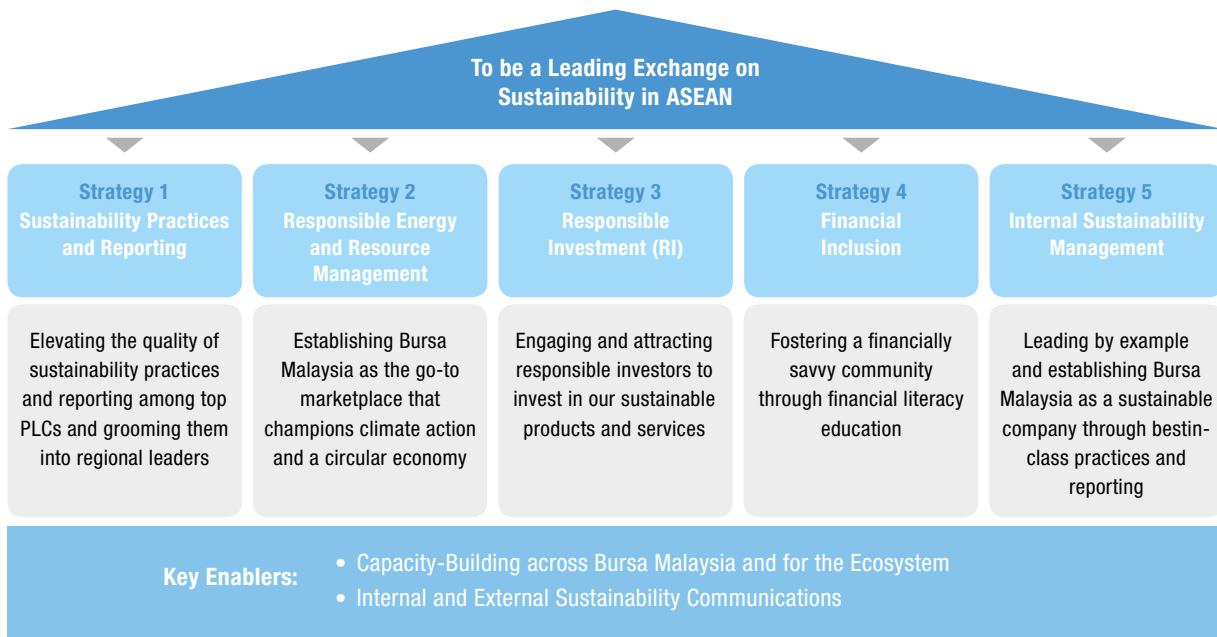 To be a Leading Exchange on
Sustainability in ASEAN
Strategy 1
Sustainability Practices
and Reporting
Elevating the quality of
sustainability practices
and reporting among top
PLCs and grooming them
into regional leaders
Strategy 2
Responsible Energy
and Resource
Management
Establishing Bursa
Malaysia as the go-to
marketplace that
champions climate action
and a circular economy
Strategy 3
Responsible
Investment (RI)
Engaging and attracting
responsible investors to
invest in our sustainable
products and services
Strategy 4
Financial
Inclusion
Fostering a financially
savvy community
through financial literacy
education
Strategy 5
Internal Sustainability
Management
Leading by example
and establishing Bursa
Malaysia as a sustainable
company through bestin-
class practices and
reporting
Key Enablers:
• Capacity-Building across Bursa Malaysia and for the Ecosystem
• Internal and External Sustainability Communications